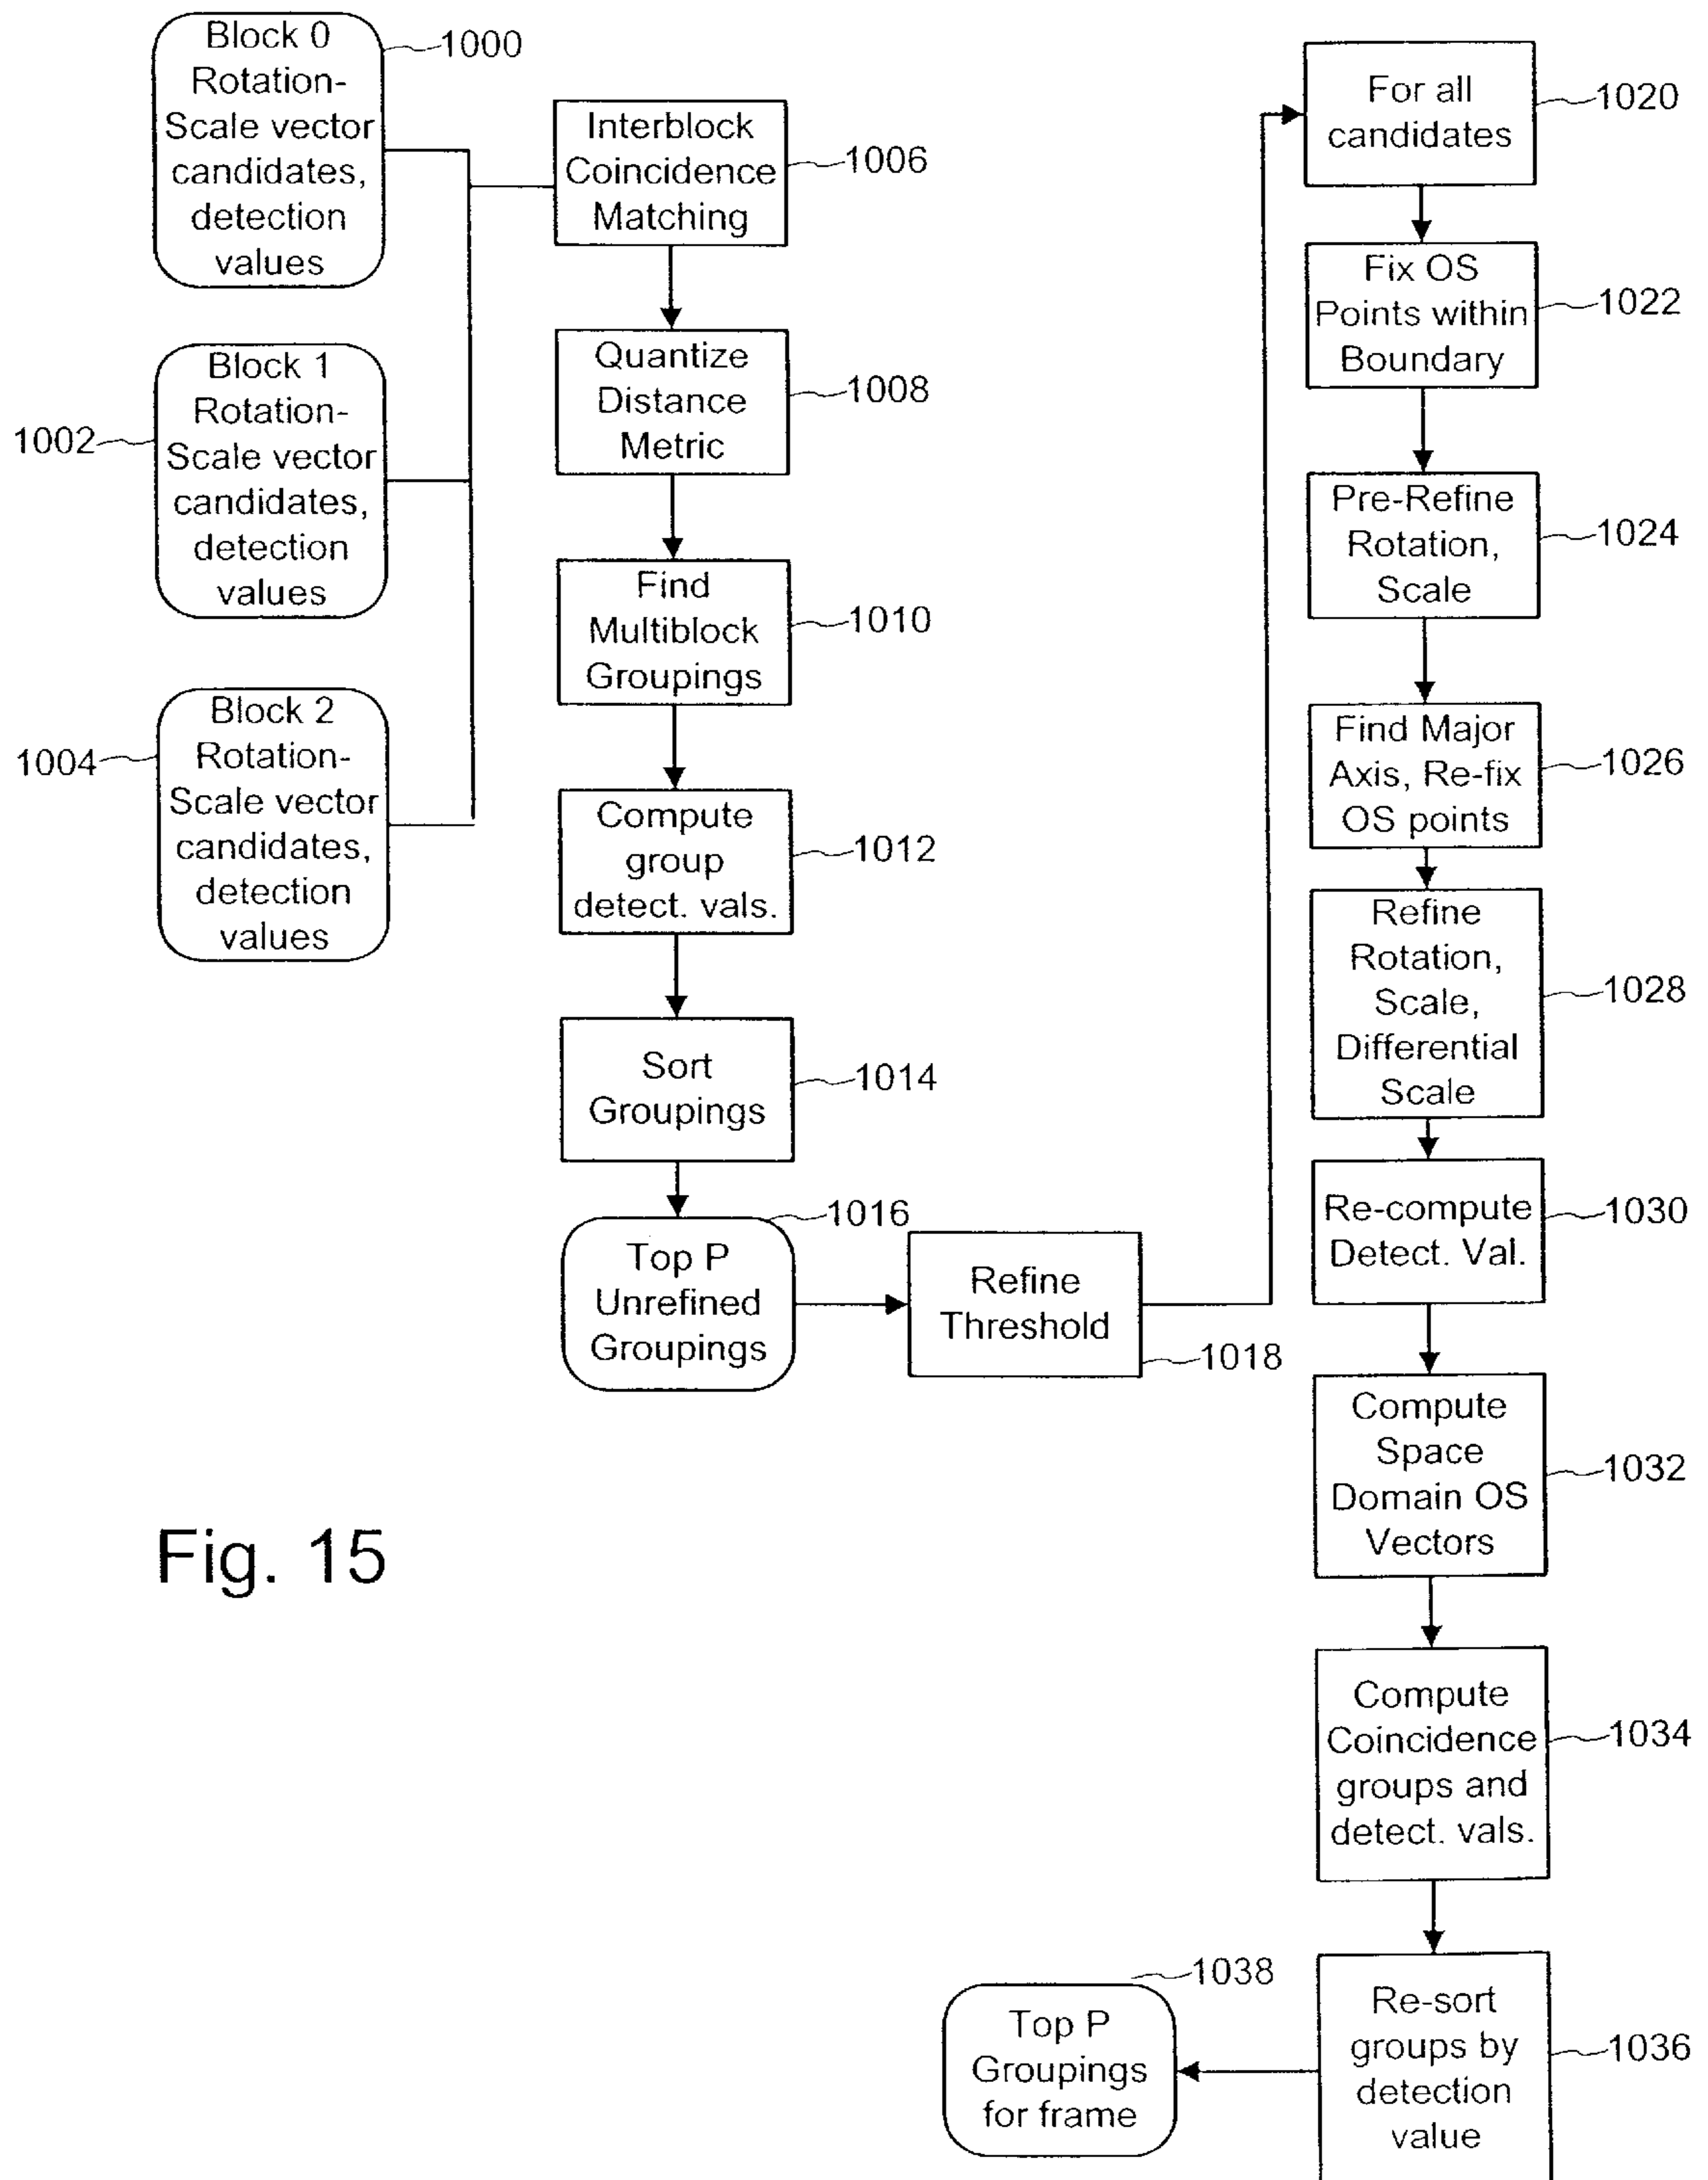 Block 0
Rotation-
Scale vector
candidates,
detection
values
1000
Block 1
Rotation-
Scale vector
candidates,
detection
values
1002
Block 2
Rotation-
Scale vector
candidates,
detection
values
1004
Interblock
Coincidence
Matching
1006
Quantize
Distance
Metric
1008
Find
Multiblock
Groupings
1010
Compute
group
detect. vals.
1012
Sort
Groupings
1014
Top P
Unrefined
Groupings
1016
Refine
Threshold
1018
For all
candidates
1020
Fix OS
Points within
Boundary
1022
Pre-Refine
Rotation,
Scale
1024
Find Major
Axis, Re-fix
OS points
1026
Refine
Rotation,
Scale,
Differential
Scale
1028
Re-compute
Detect. Val.
1030
Compute
Space
Domain OS
Vectors
1032
Compute
Coincidence
groups and
detect. vals.
1034
Re-sort
groups by
detection
value
1036
Top P
Groupings
for frame
1038
Fig. 15